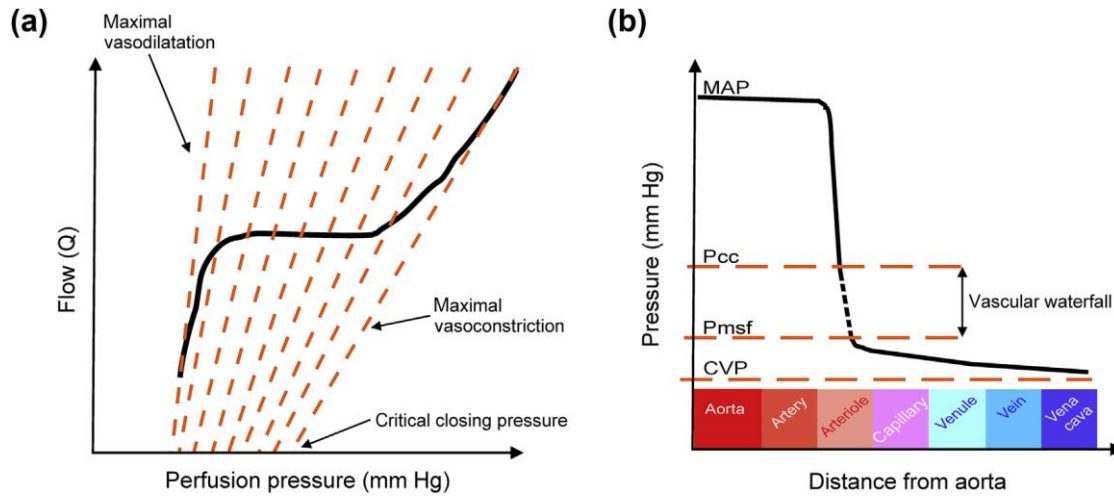 (a)
Maximal
vasodilatation
Flow (Q)
Maximal
vasoconstriction
Critical closing pressure
Perfusion pressure (mm Hg)
(b)
MAP
Pressure (mm Hg)
Pcc
Vascular waterfall
Pmsf
CVP
Aorta
Artery
Arteriole
Capillary
Venule
Vein
Vena
cava
Distance from aorta